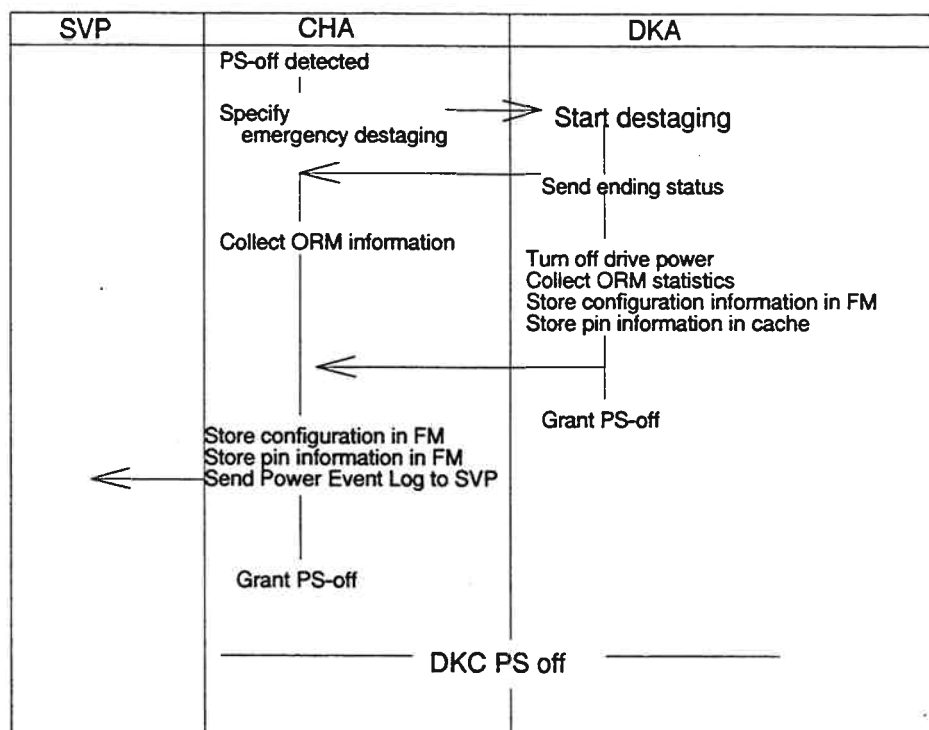 SVP
CHA
DKA
PS-off detected
Specify
emergency destaging
Start destaging
Send ending status
Collect ORM information
Turn off drive power
Collect ORM statistics
Store configuration information in FM
Store pin information in cache
Grant PS-off
Store configuration in FM
Store pin information in FM
Send Power Event Log to SVP
Grant PS-off
DKC PS off